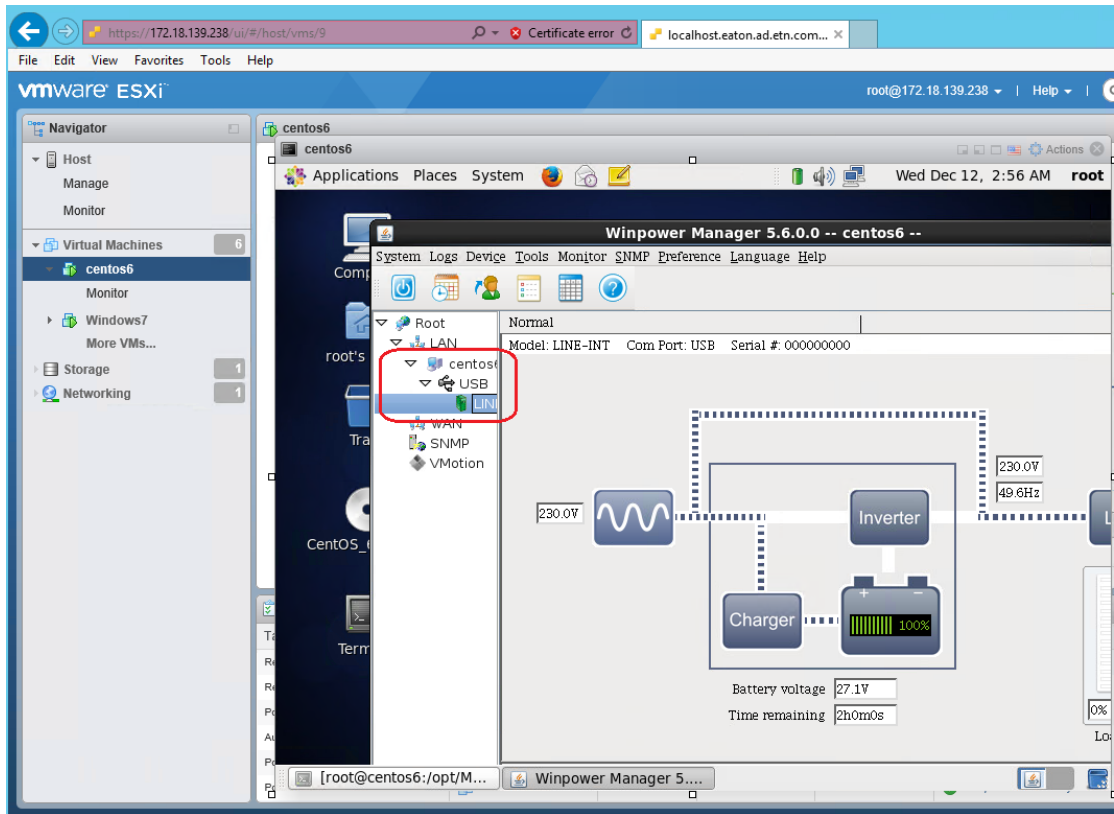 https://172.18.139.238/ui/#/host/vms/9
Certificate error
localhost.eaton.ad.etn.com...
File Edit View Favorites Tools Help
vmware ESXi
root@172.18.139.238
Help
Navigator
Host
Manage
Monitor
Virtual Machines 6
centos6
Monitor
Windows7
More VMs...
Storage 1
Networking 1
centos6
centos6
Actions
Applications Places System
Wed Dec 12, 2:56 AM root
Winpower Manager 5.6.0.0 -- centos6 --
System Logs Device Tools Monitor SNMP Preference Language Help
Root
LAN
centos6
USB
LINE
WAN
SNMP
VMotion
Normal
Model: LINE-INT Com Port: USB Serial #: 000000000
230.0V
230.0V
49.6Hz
Inverter
Charger
+ -
100%
Battery voltage 27.1V
Time remaining 2h0m0s
0%
root's
CentOS_
[root@centos6:/opt/M...
Winpower Manager 5....